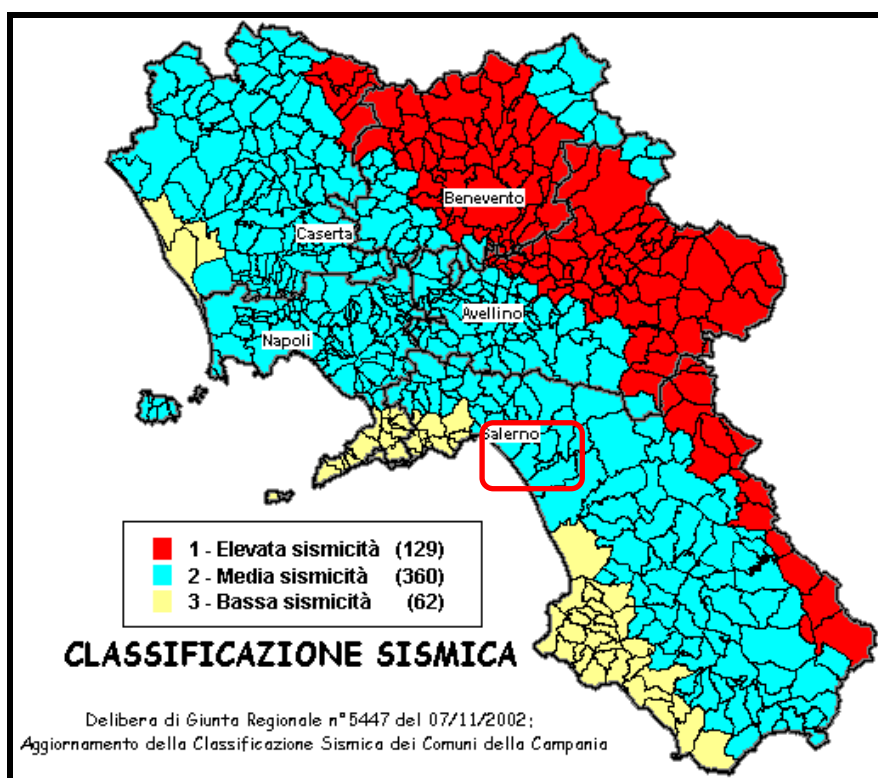 Benevento
Caserta
Avellino
Napoli
Salerno
1 - Elevata sismicità (129)
2 - Media sismicità (360)
3 - Bassa sismicità (62)
CLASSIFICAZIONE SISMICA
Delibera di Giunta Regionale n°5447 del 07/11/2002;
Aggiornamento della Classificazione Sismica dei Comuni della Campania